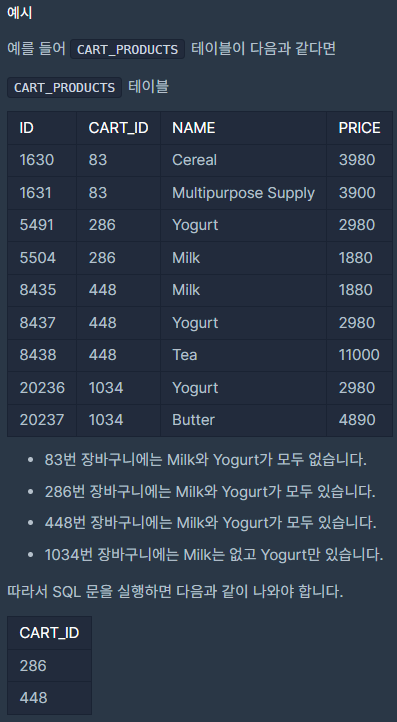 예시
예를 들어 CART_PRODUCTS 테이블이 다음과 같다면
CART_PRODUCTS 테이블
ID CART_ID NAME PRICE
1630 83 Cereal 3980
1631 83 Multipurpose Supply 3900
5491 286 Yogurt 2980
5504 286 Milk 1880
8435 448 Milk 1880
8437 448 Yogurt 2980
8438 448 Tea 11000
20236 1034 Yogurt 2980
20237 1034 Butter 4890
• 83번 장바구니에는 Milk와 Yogurt가 모두 없습니다.
• 286번 장바구니에는 Milk와 Yogurt가 모두 있습니다.
• 448번 장바구니에는 Milk와 Yogurt가 모두 있습니다.
• 1034번 장바구니에는 Milk는 없고 Yogurt만 있습니다.
따라서 SQL 문을 실행하면 다음과 같이 나와야 합니다.
CART_ID
286
448